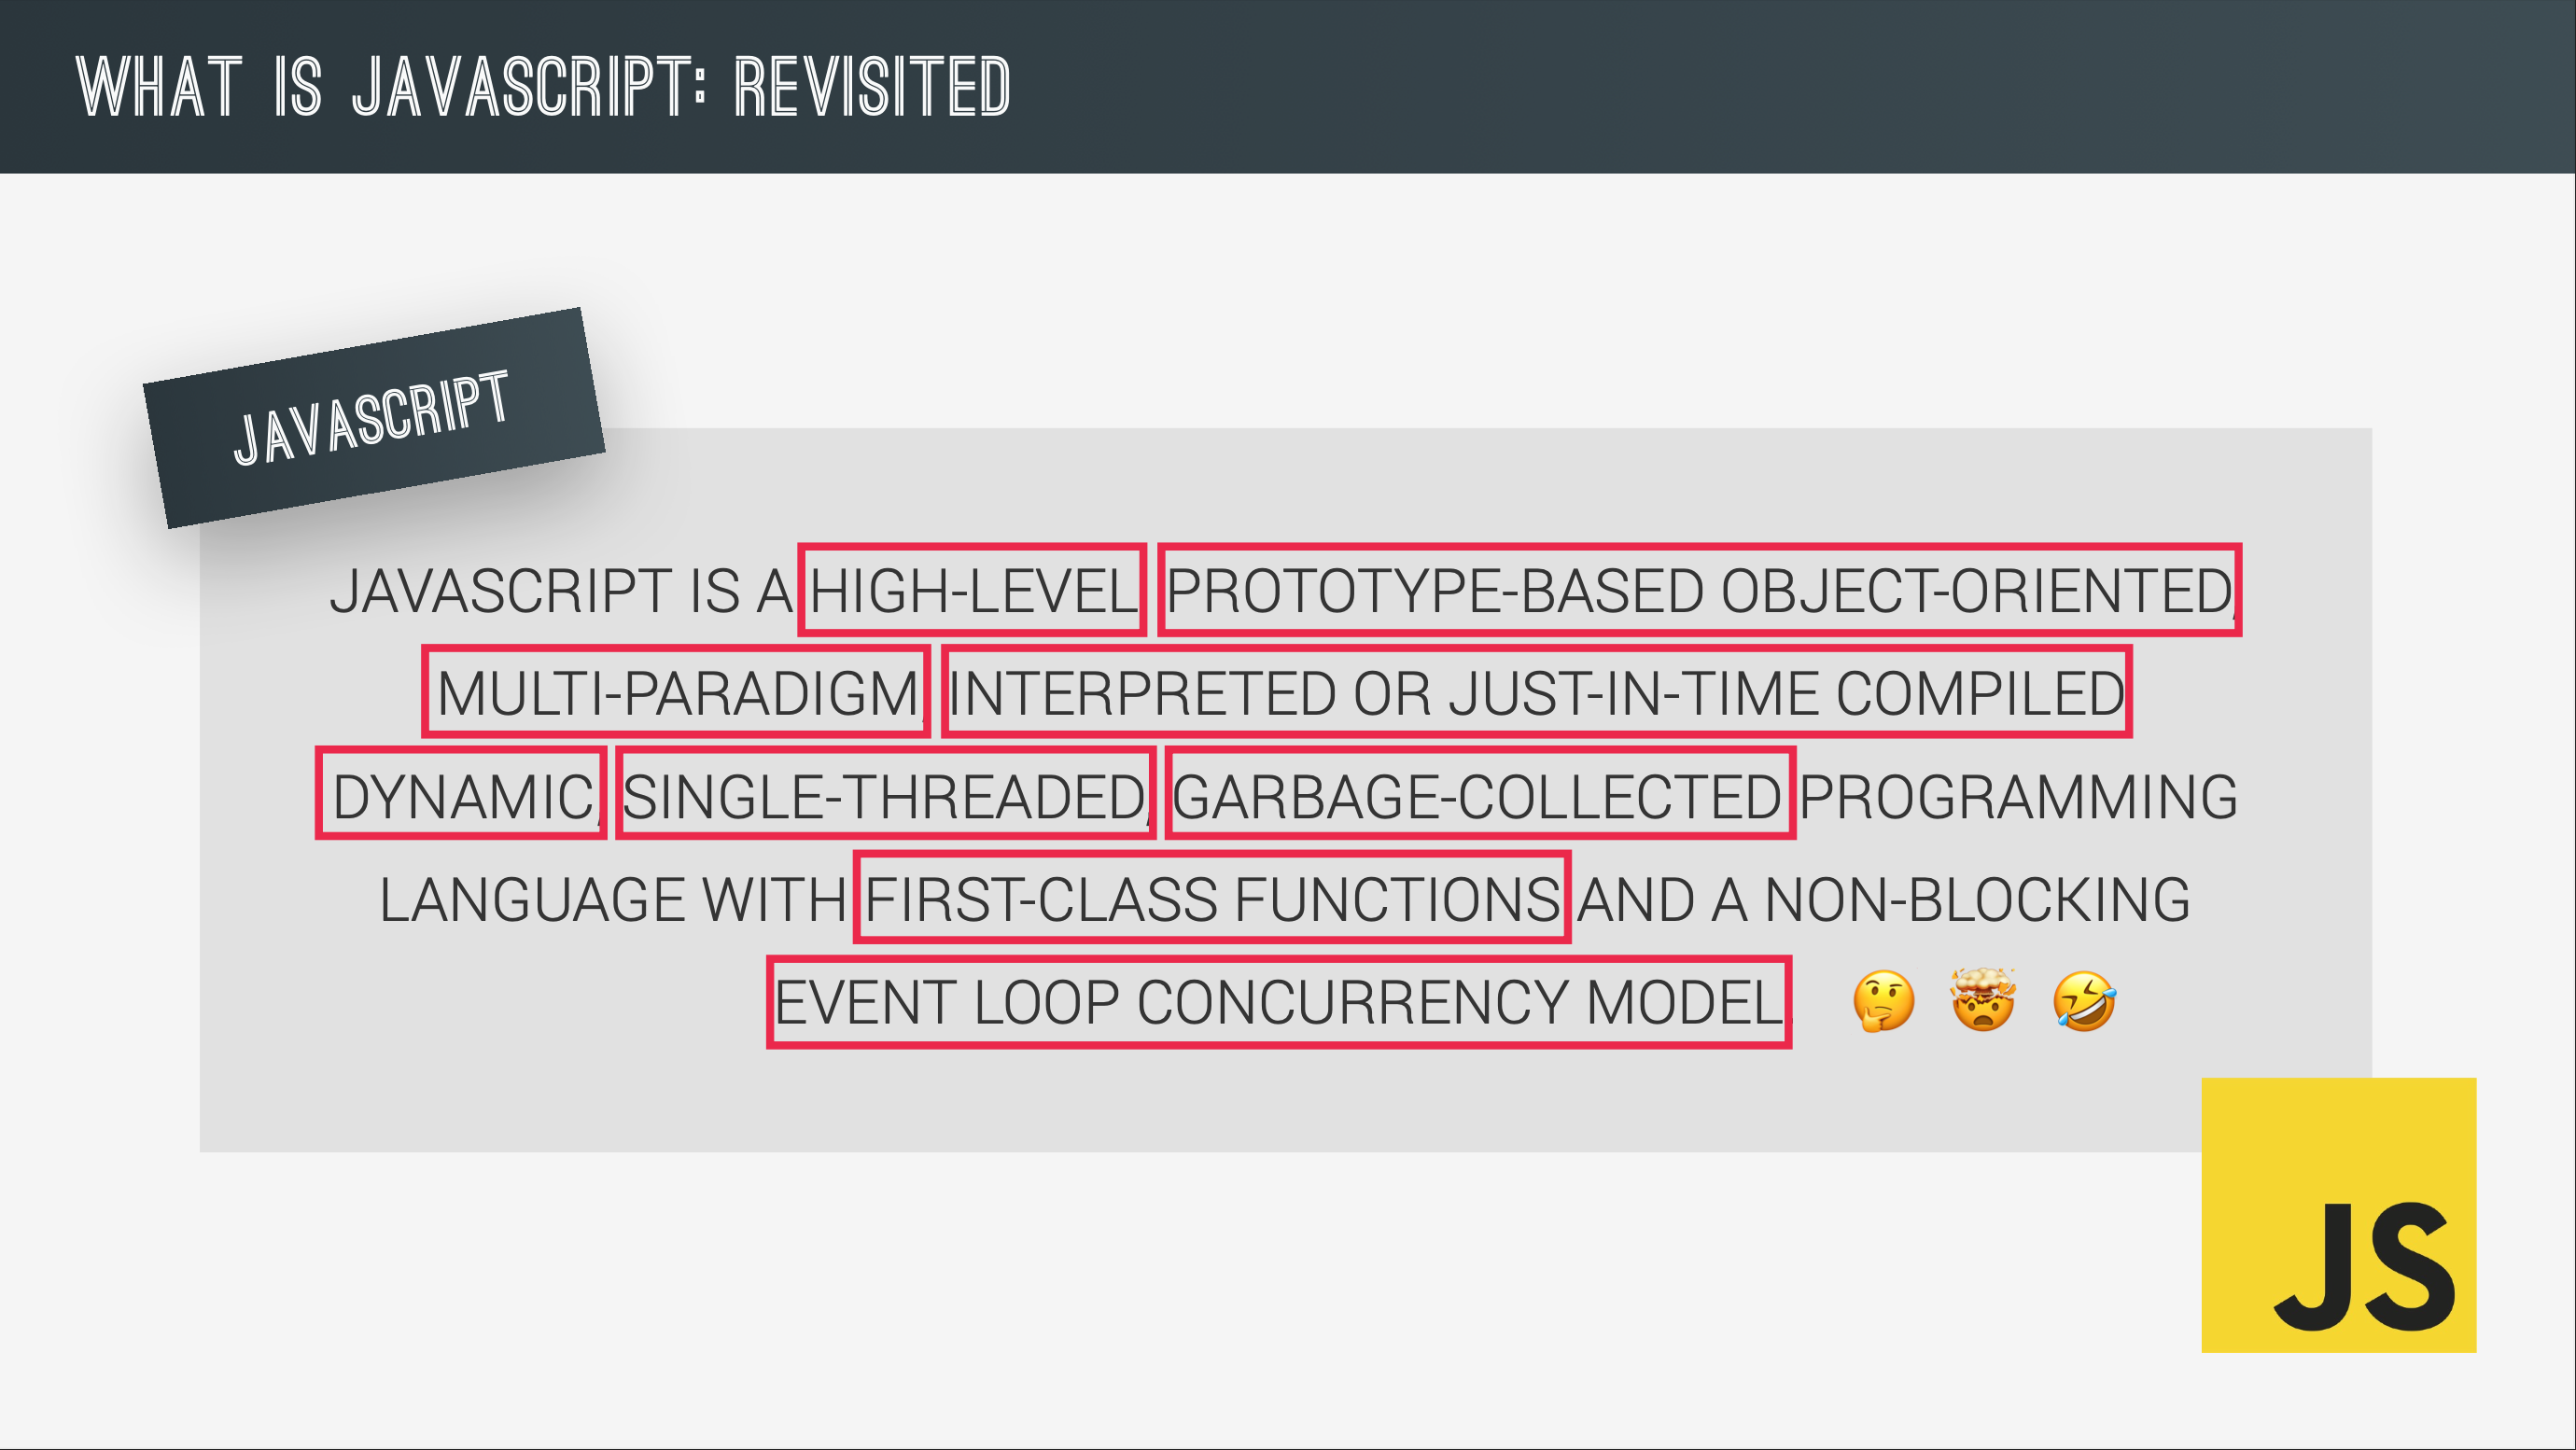 WHAT IS JAVASCRIPT: REVISITED
JAVASCRIPT
JAVASCRIPT IS A HIGH-LEVEL PROTOTYPE-BASED OBJECT-ORIENTED,
MULTI-PARADIGM, INTERPRETED OR JUST-IN-TIME COMPILED
DYNAMIC, SINGLE-THREADED, GARBAGE-COLLECTED PROGRAMMING
LANGUAGE WITH FIRST-CLASS FUNCTIONS AND A NON-BLOCKING
EVENT LOOP CONCURRENCY MODEL. 🤔 🤯 🤣
JS